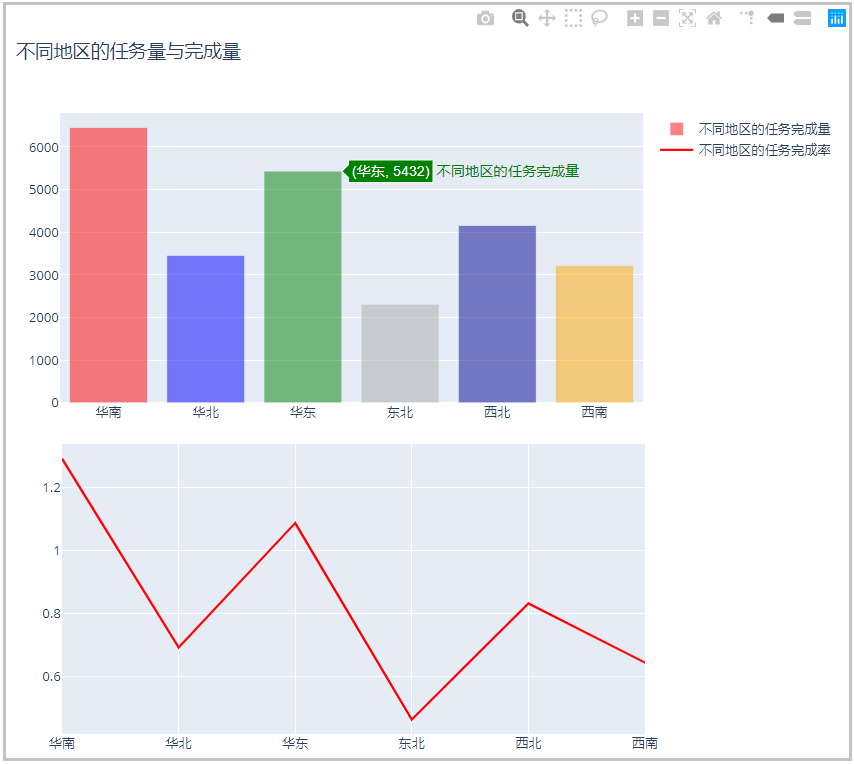 不同地区的任务量与完成量
不同地区的任务完成量
不同地区的任务完成率
6000
5000
4000
3000
2000
1000
0
(华东, 5432) 不同地区的任务完成量
华南 华北 华东 东北 西北 西南
1.2
1
0.8
0.6
华南 华北 华东 东北 西北 西南